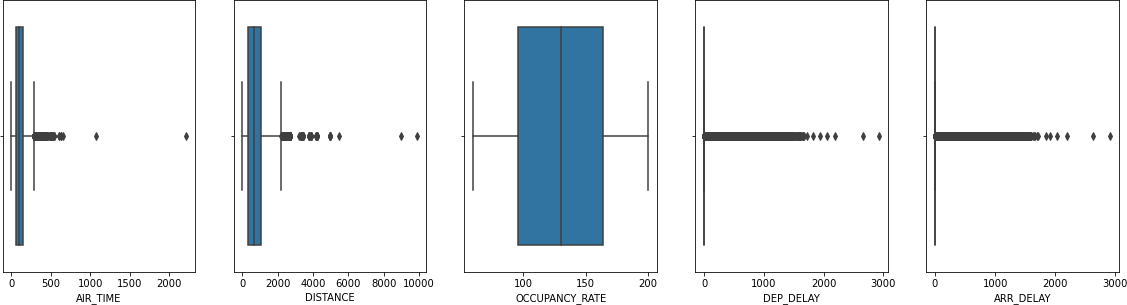 0 500 1000 1500 2000
AIR_TIME
0 2000 4000 6000 8000 10000
DISTANCE
100 150 200
OCCUPANCY_RATE
0 1000 2000 3000
DEP_DELAY
0 1000 2000 3000
ARR_DELAY